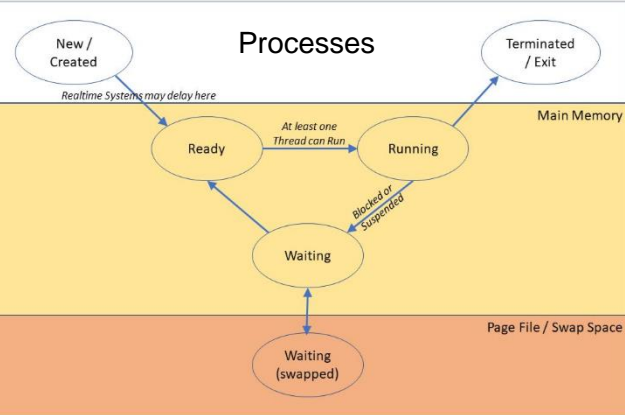 Processes
New /
Created
Terminated
/ Exit
Realtime Systems may delay here
Main Memory
Ready
At least one
Thread can Run
Running
Blocked or
Suspended
Waiting
Page File / Swap Space
Waiting
(swapped)